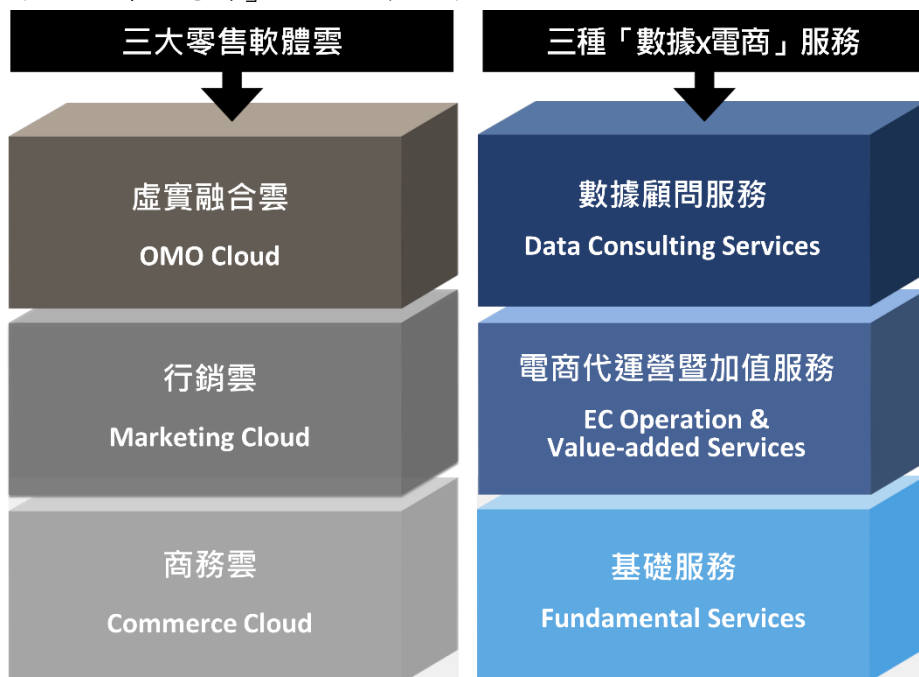 三大零售軟體雲
虛實融合雲
OMO Cloud
行銷雲
Marketing Cloud
商務雲
Commerce Cloud
三種「數據x電商」服務
數據顧問服務
Data Consulting Services
電商代運營暨加值服務
EC Operation &
Value-added Services
基礎服務
Fundamental Services